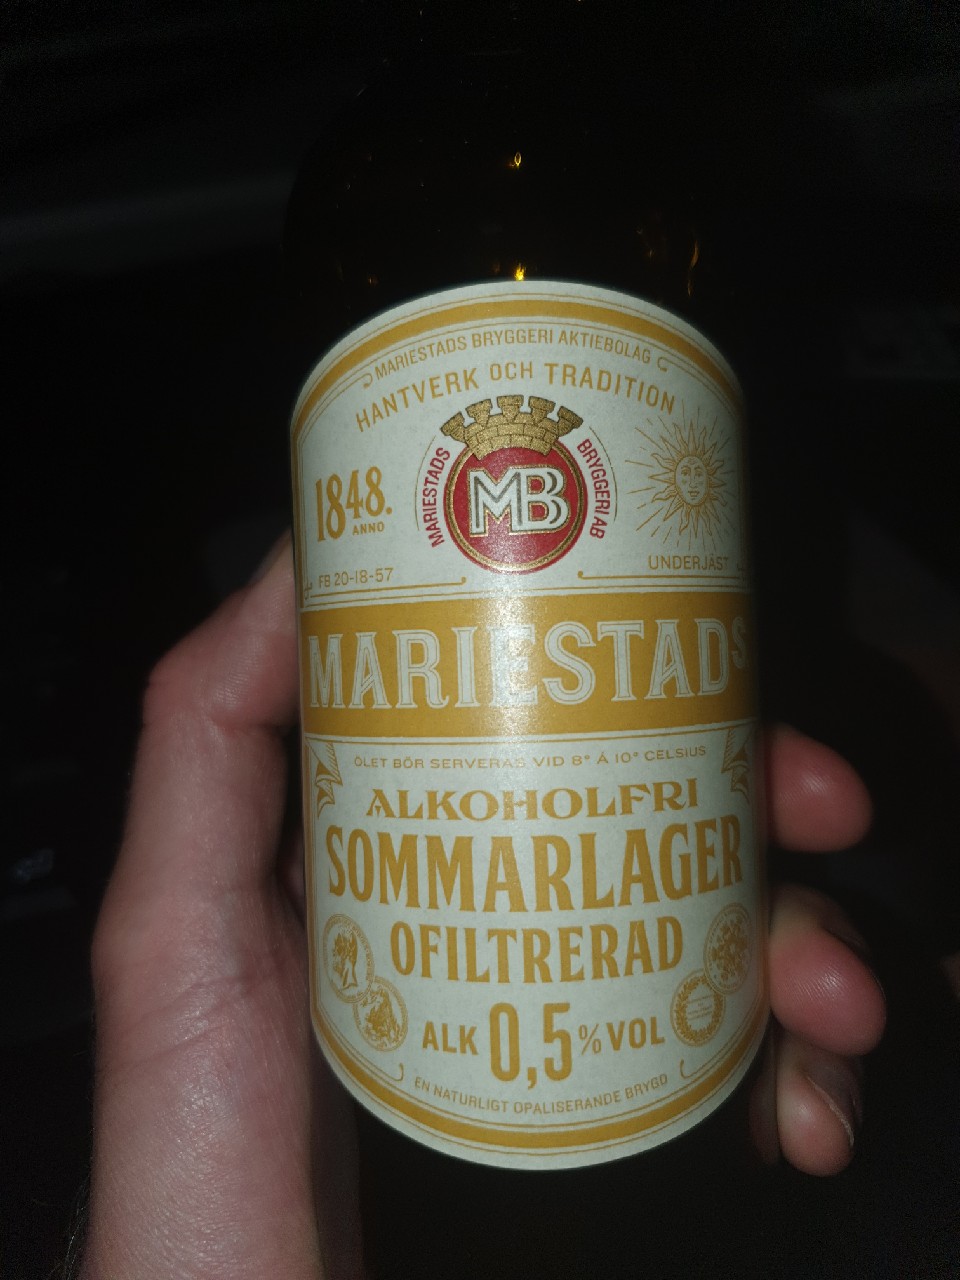 MARIESTADS BRYGGERI AKTIEBOLAG
HANTVERK OCH TRADITION
1848.
ANNO
MARIESTADS
MB
BRYGGERI AB
FB 20-18-57
UNDERJÄST
MARIESTADS
ÖLET BÖR SERVERAS VID 8° Á 10° CELSIUS
ALKOHOLFRI
SOMMARLAGER
OFILTRERAD
ALK 0,5% VOL
EN NATURLIGT OPALISERANDE BRYGD